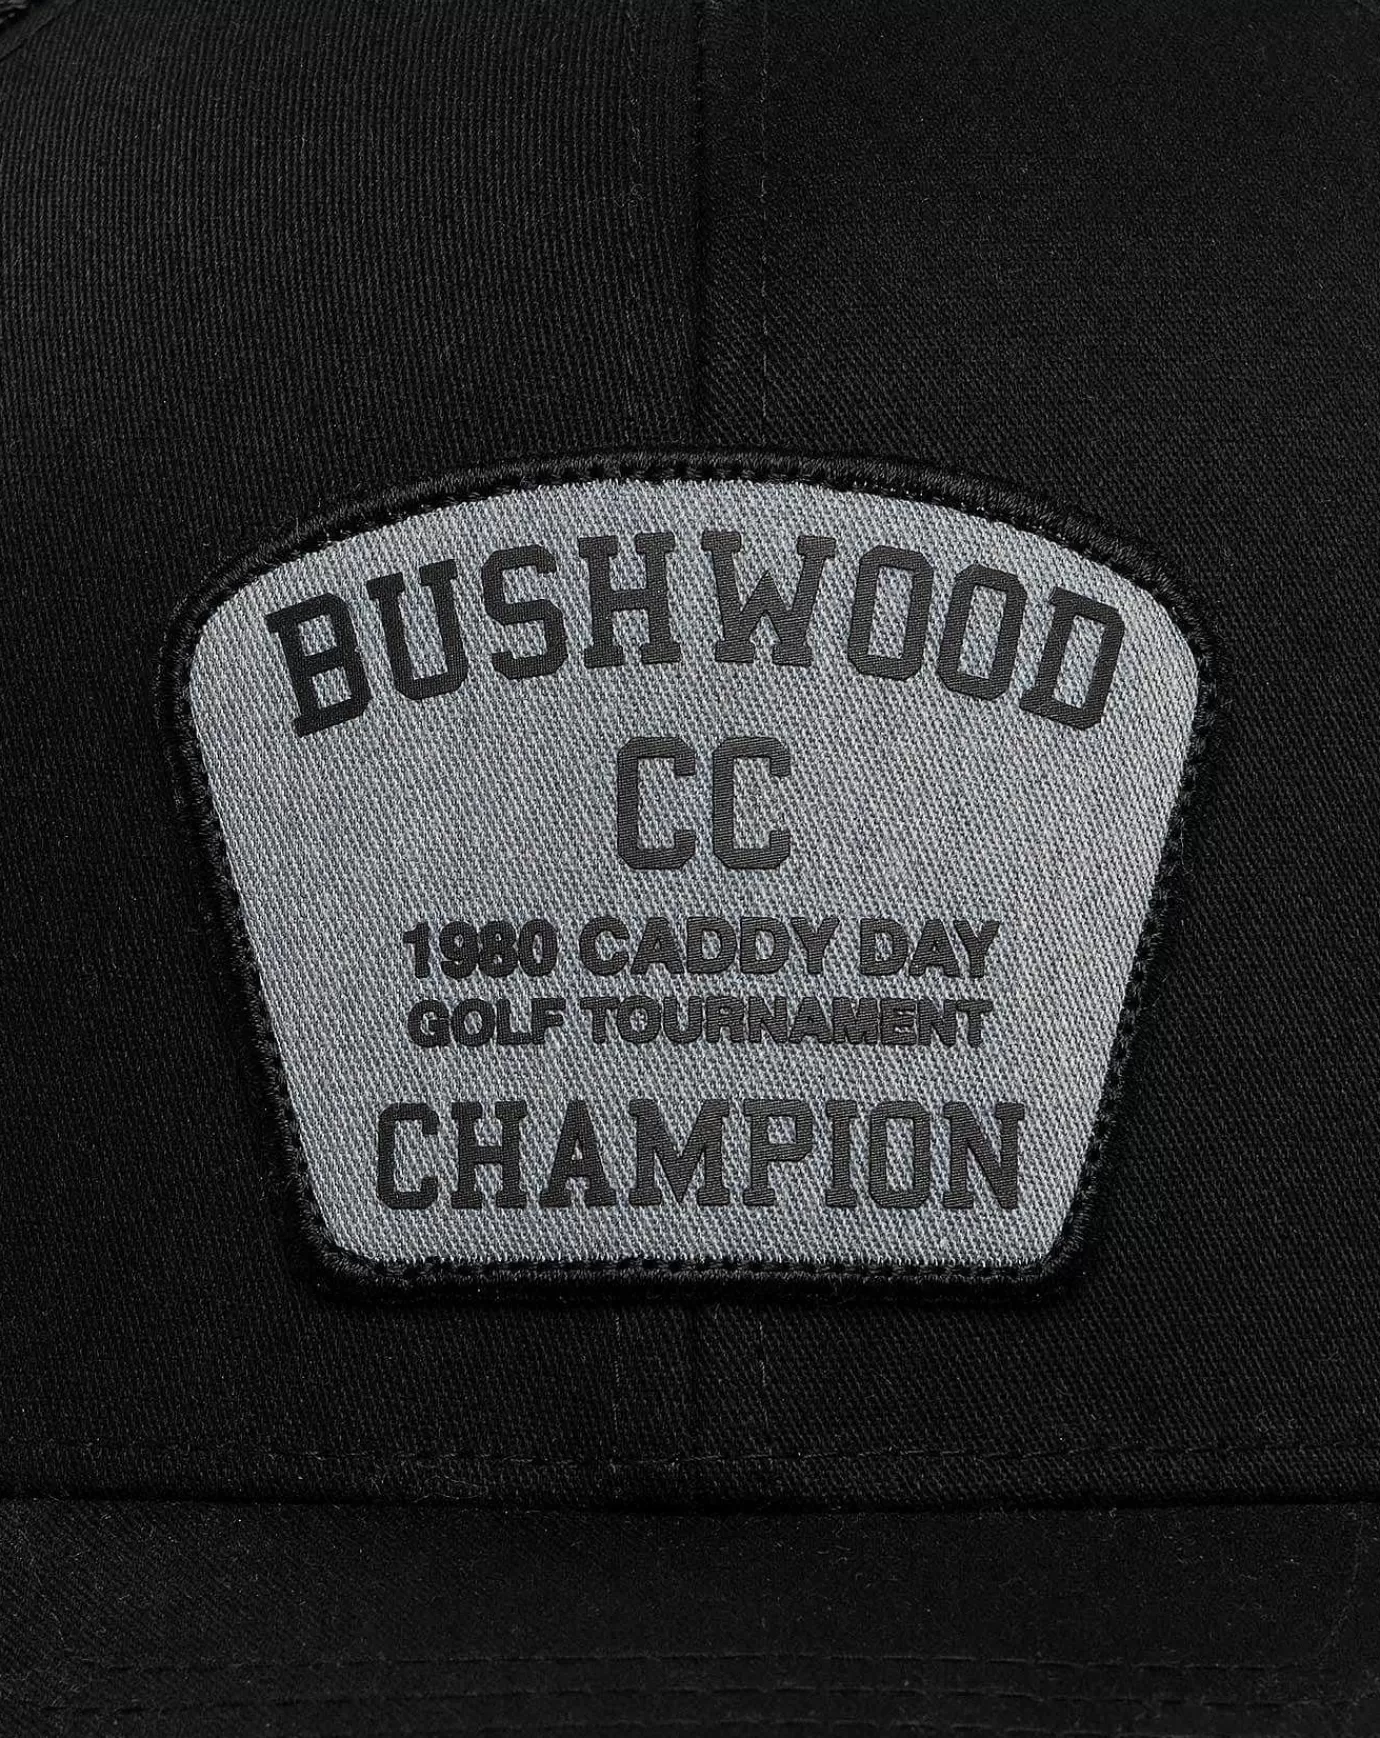 BUSHWOOD
CC
1980 CADDY DAY
GOLF TOURNAMENT
CHAMPION